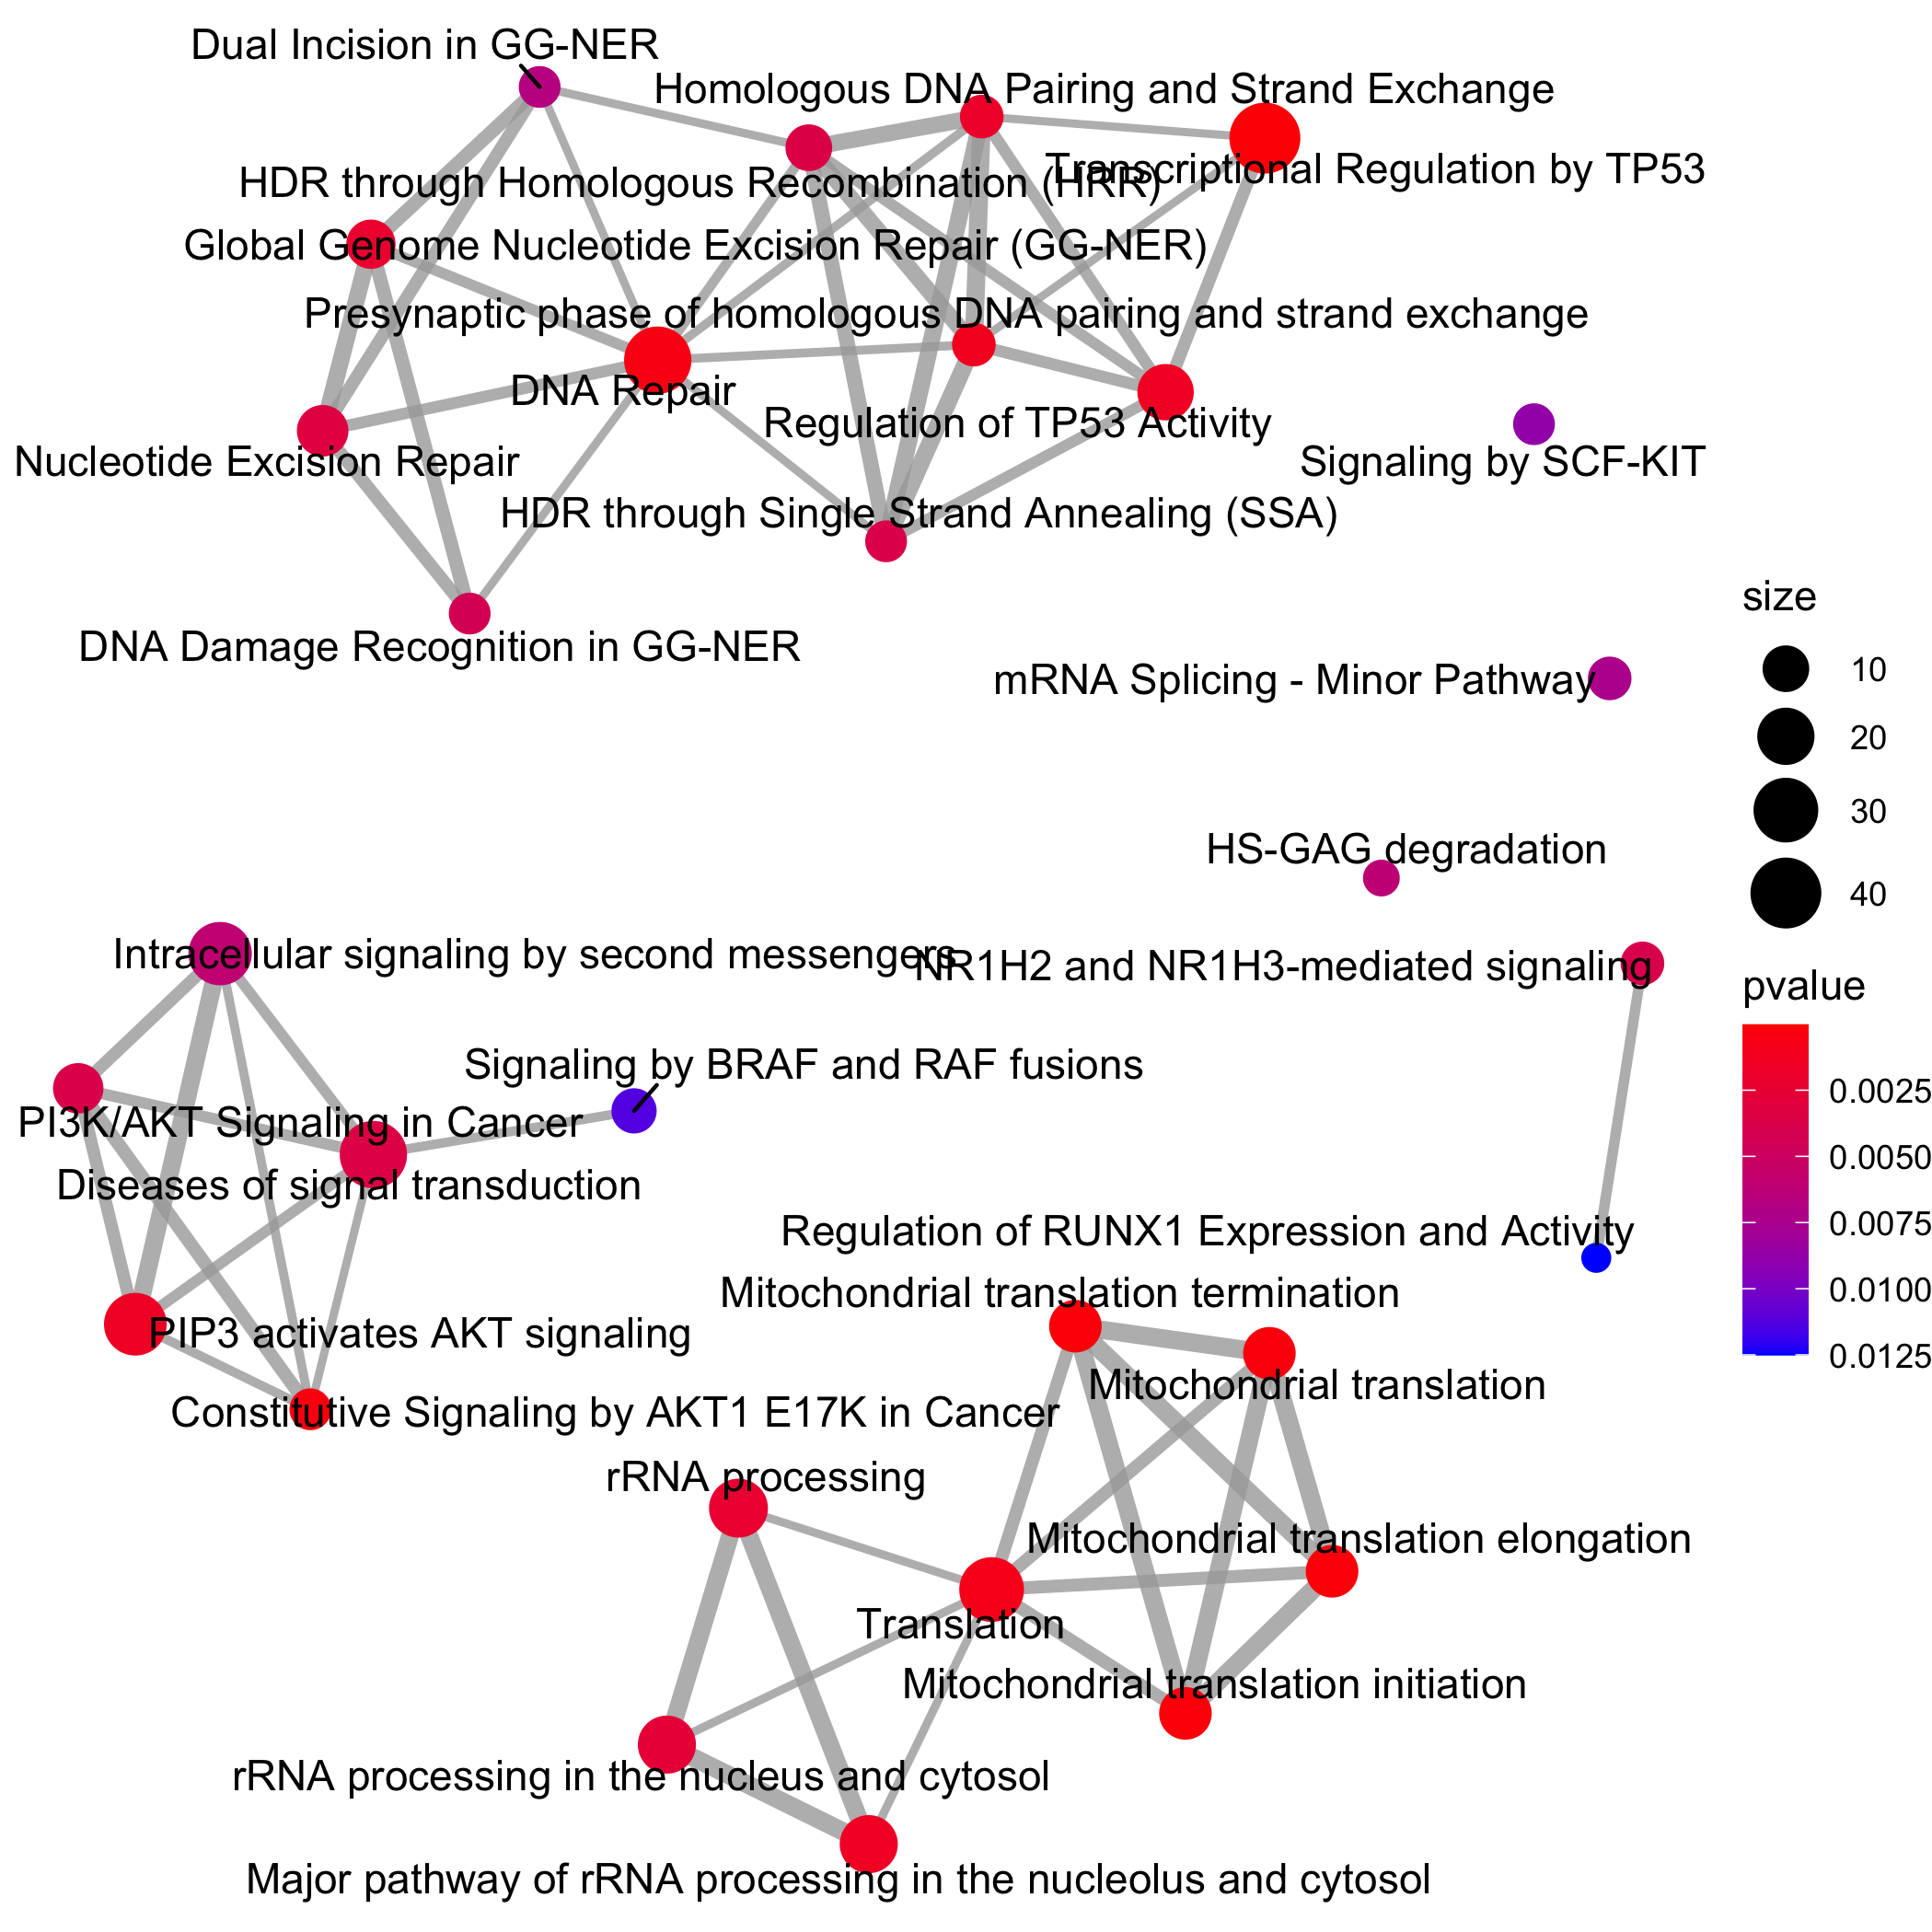 Dual Incision in GG-NER
Homologous DNA Pairing and Strand Exchange
Transcriptional Regulation by TP53
HDR through Homologous Recombination (HRR)
Global Genome Nucleotide Excision Repair (GG-NER)
Presynaptic phase of homologous DNA pairing and strand exchange
DNA Repair
Regulation of TP53 Activity
Nucleotide Excision Repair
Signaling by SCF-KIT
HDR through Single Strand Annealing (SSA)
DNA Damage Recognition in GG-NER
mRNA Splicing - Minor Pathway
HS-GAG degradation
Intracellular signaling by second messengers
NR1H2 and NR1H3-mediated signaling
Signaling by BRAF and RAF fusions
PI3K/AKT Signaling in Cancer
Diseases of signal transduction
Regulation of RUNX1 Expression and Activity
Mitochondrial translation termination
PIP3 activates AKT signaling
Mitochondrial translation
Constitutive Signaling by AKT1 E17K in Cancer
rRNA processing
Mitochondrial translation elongation
Translation
Mitochondrial translation initiation
rRNA processing in the nucleus and cytosol
Major pathway of rRNA processing in the nucleolus and cytosol
size
10
20
30
40
pvalue
0.0025
0.0050
0.0075
0.0100
0.0125